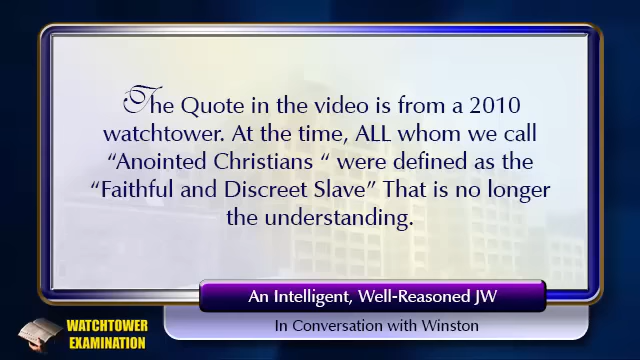 The Quote in the video is from a 2010
watchtower. At the time, ALL whom we call
“Anointed Christians “ were defined as the
“Faithful and Discreet Slave” That is no longer
the understanding.
An Intelligent, Well-Reasoned JW
In Conversation with Winston
WATCHTOWER
EXAMINATION